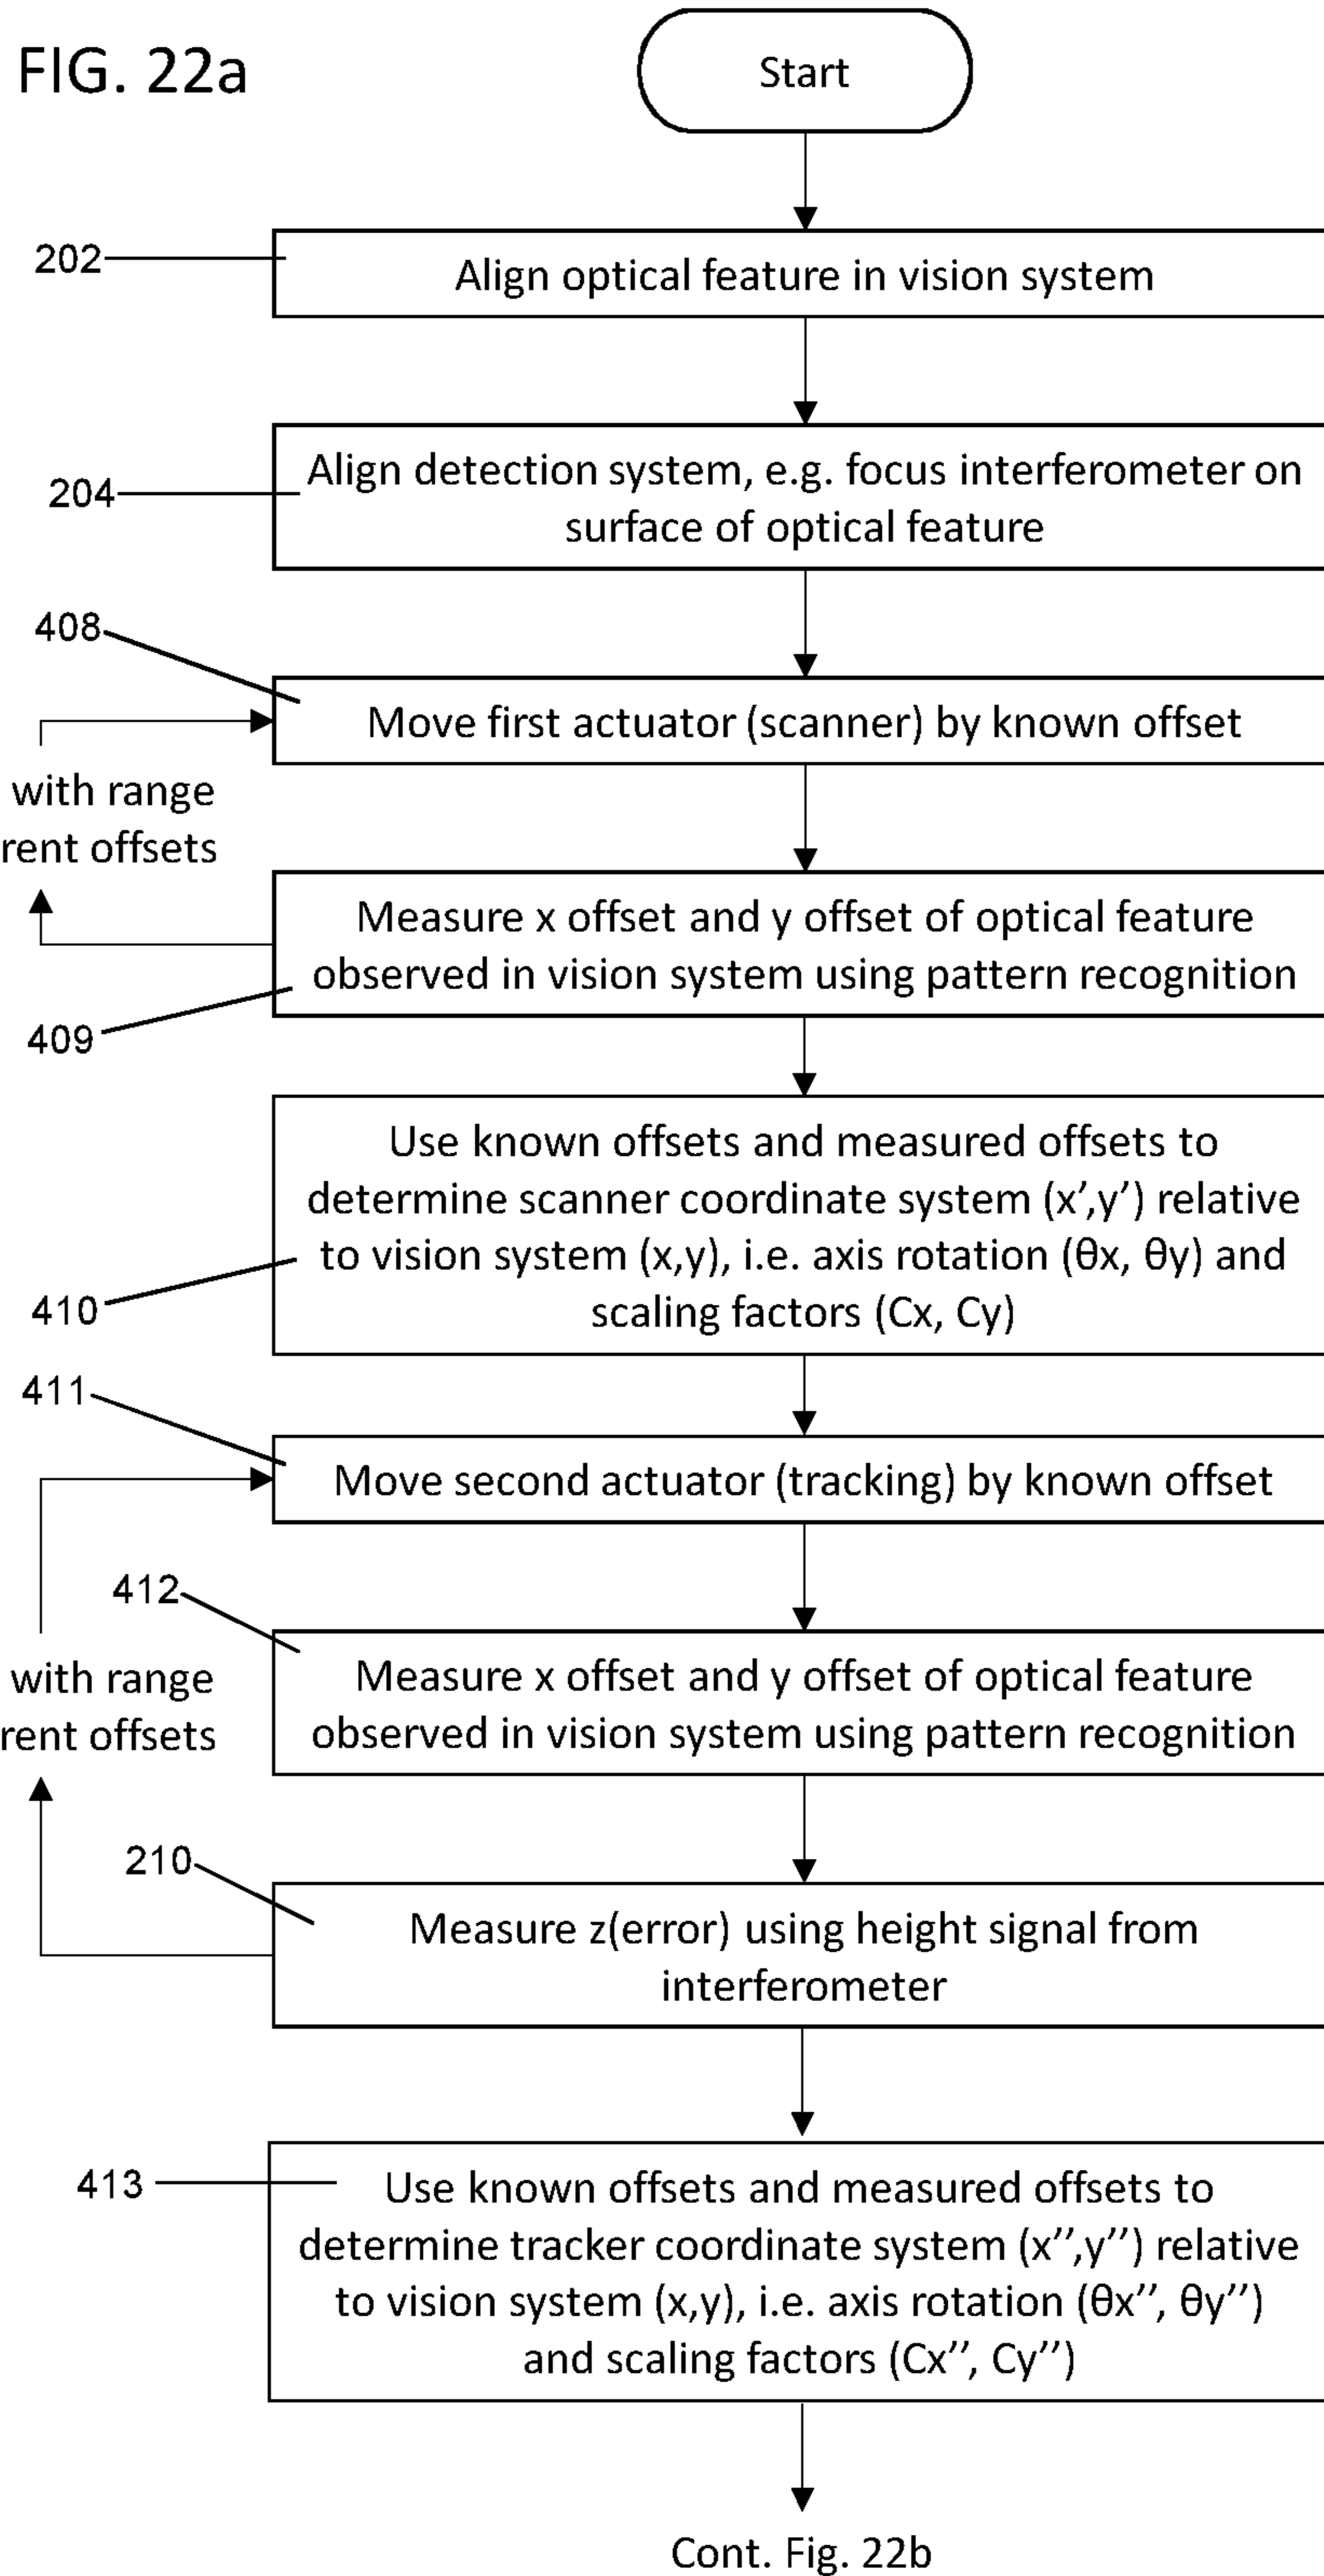 FIG. 22a
Start
202
Align optical feature in vision system
204
Align detection system, e.g. focus interferometer on
surface of optical feature
408
Move first actuator (scanner) by known offset
with range
rent offsets
Measure x offset and y offset of optical feature
observed in vision system using pattern recognition
409
Use known offsets and measured offsets to
determine scanner coordinate system (x’,y’) relative
to vision system (x,y), i.e. axis rotation (θx, θy) and
scaling factors (Cx, Cy)
410
411
Move second actuator (tracking) by known offset
412
with range
rent offsets
Measure x offset and y offset of optical feature
observed in vision system using pattern recognition
210
Measure z(error) using height signal from
interferometer
413
Use known offsets and measured offsets to
determine tracker coordinate system (x’’,y’’) relative
to vision system (x,y), i.e. axis rotation (θx’’, θy’’)
and scaling factors (Cx’’, Cy’’)
Cont. Fig. 22b